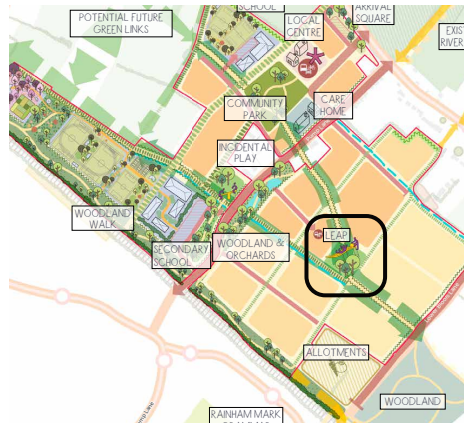 SCHOOL
POTENTIAL FUTURE
GREEN LINKS
LOCAL
CENTRE
ARRIVAL
SQUARE
EXIST
RIVER
COMMUNITY
PARK
CARE
HOME
INCIDENTAL
PLAY
WOODLAND
WALK
SECONDARY
SCHOOL
WOODLAND &
ORCHARDS
LEAP
ALLOTMENTS
WOODLAND
RAINHAM MARK